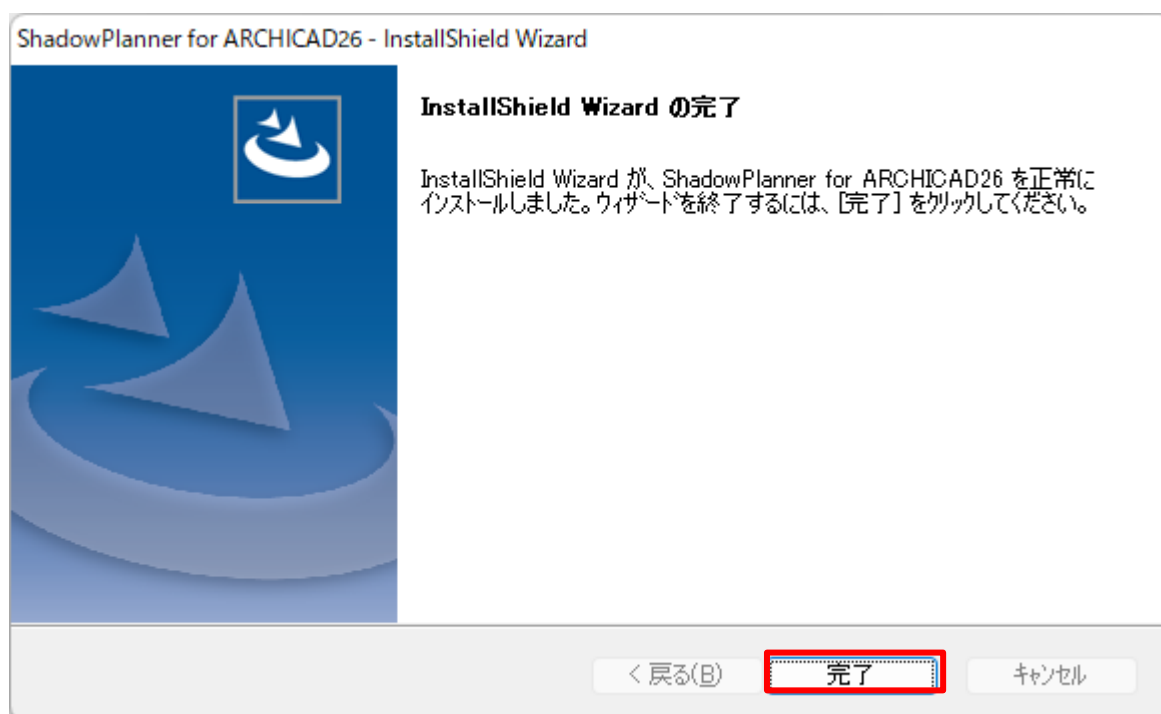 ShadowPlanner for ARCHICAD26 - InstallShield Wizard
InstallShield Wizard の完了
InstallShield Wizard が、ShadowPlanner for ARCHICAD26 を正常に
インストールしました。ウィザードを終了するには、[完了] をクリックしてください。
< 戻る(B) 完了 キャンセル